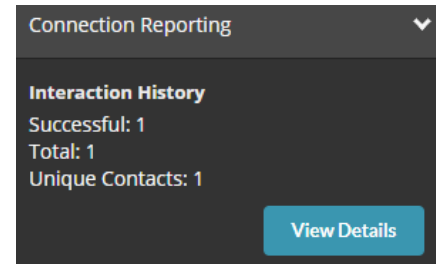 Connection Reporting
Interaction History
Successful: 1
Total: 1
Unique Contacts: 1
View Details